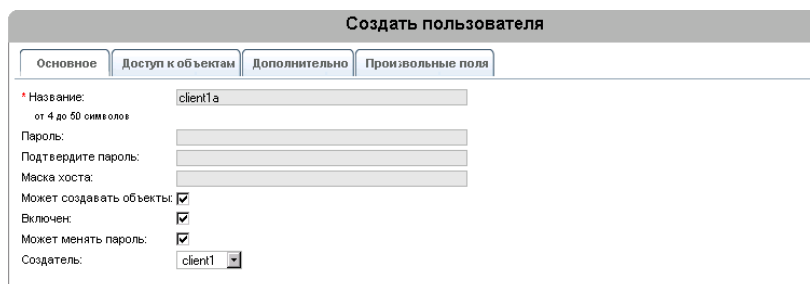 Создать пользователя
Основное Доступ к объектам Дополнительно Произвольные поля
* Название: client1a
от 4 до 50 символов
Пароль:
Подтвердите пароль:
Маска хоста:
Может создавать объекты:
Включен:
Может менять пароль:
Создатель: client1